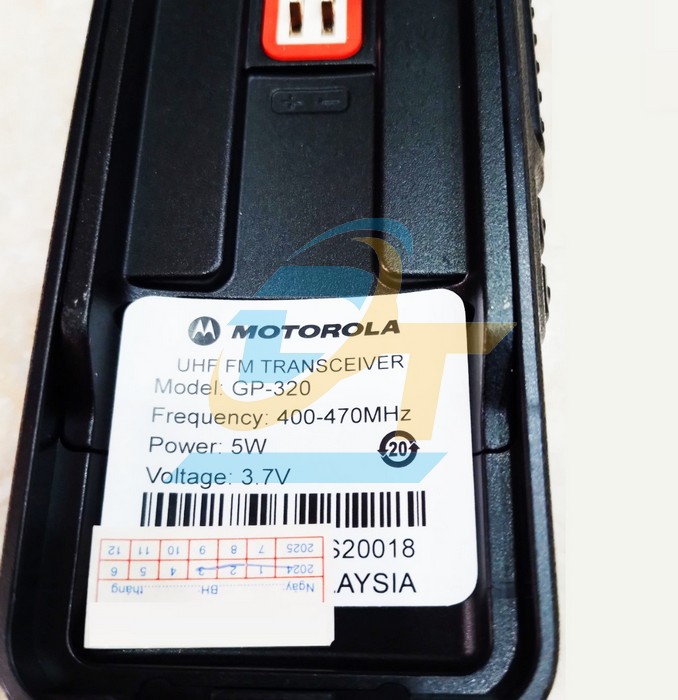 + −
MOTOROLA
UHF FM TRANSCEIVER
Model: GP-320
Frequency: 400-470MHz
Power: 5W
20
Voltage: 3.7V
S20018
AYSIA
Ngày: BH: tháng
2024 1 2 3 4 5 6
2025 7 8 9 10 11 12